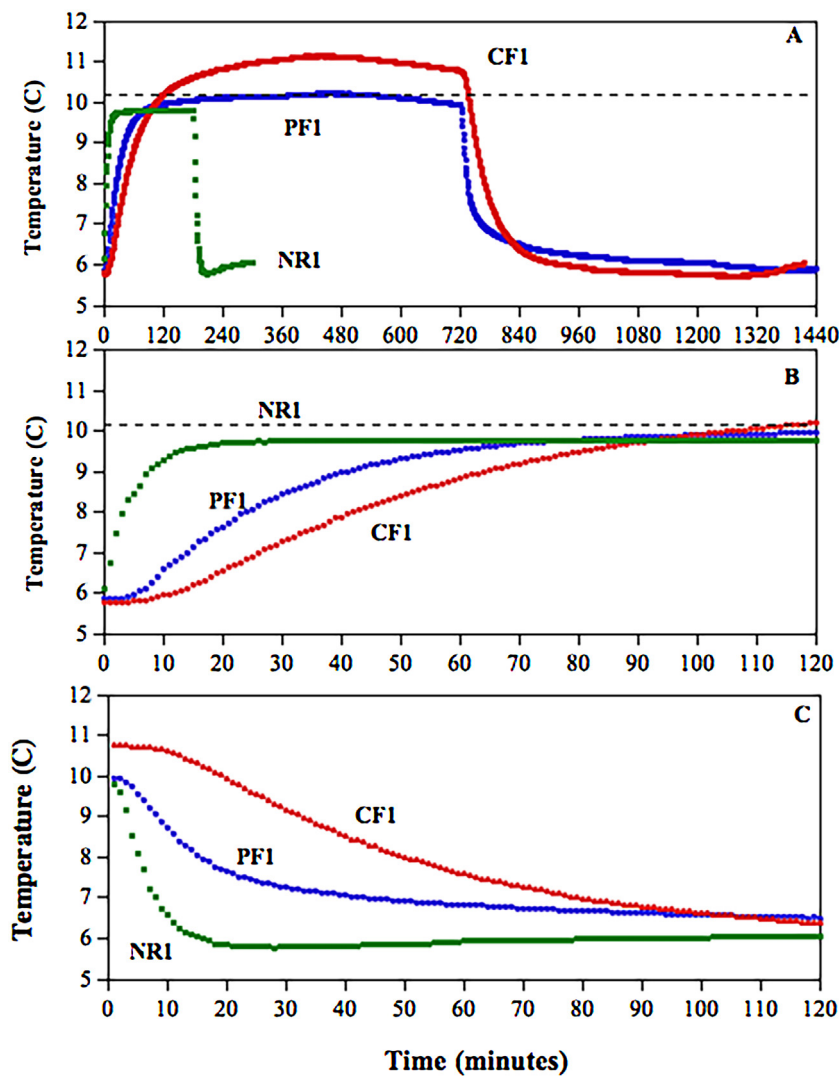 12
A
11
CF1
10
PF1
9
8
7
NR1
6
5
Temperature (C)
0 120 240 360 480 600 720 840 960 1080 1200 1320 1440
12
B
11
NR1
10
9
PF1
8
CF1
7
6
5
Temperature (C)
0 10 20 30 40 50 60 70 80 90 100 110 120
12
C
11
10
9
CF1
8
PF1
7
6
NR1
5
Temperature (C)
0 10 20 30 40 50 60 70 80 90 100 110 120
Time (minutes)